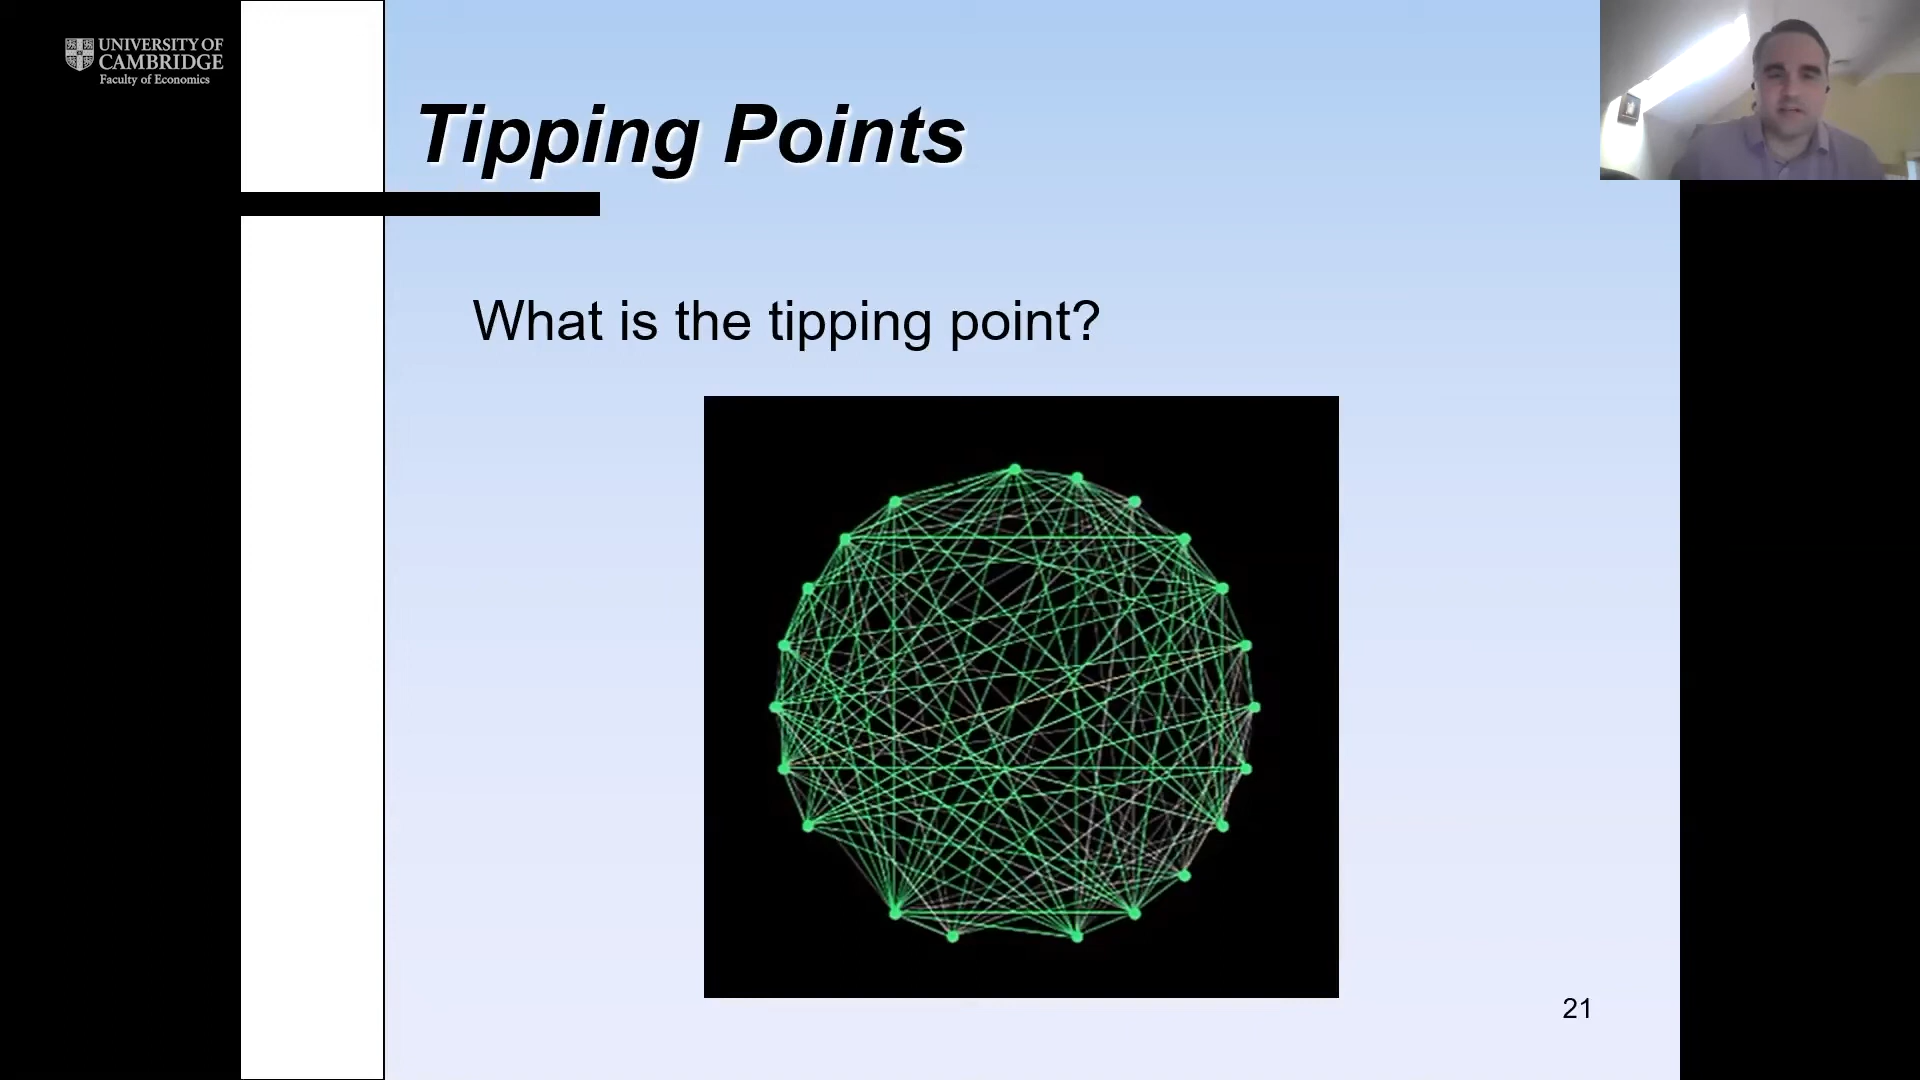 UNIVERSITY OF
CAMBRIDGE
Faculty of Economics
Tipping Points
What is the tipping point?
21